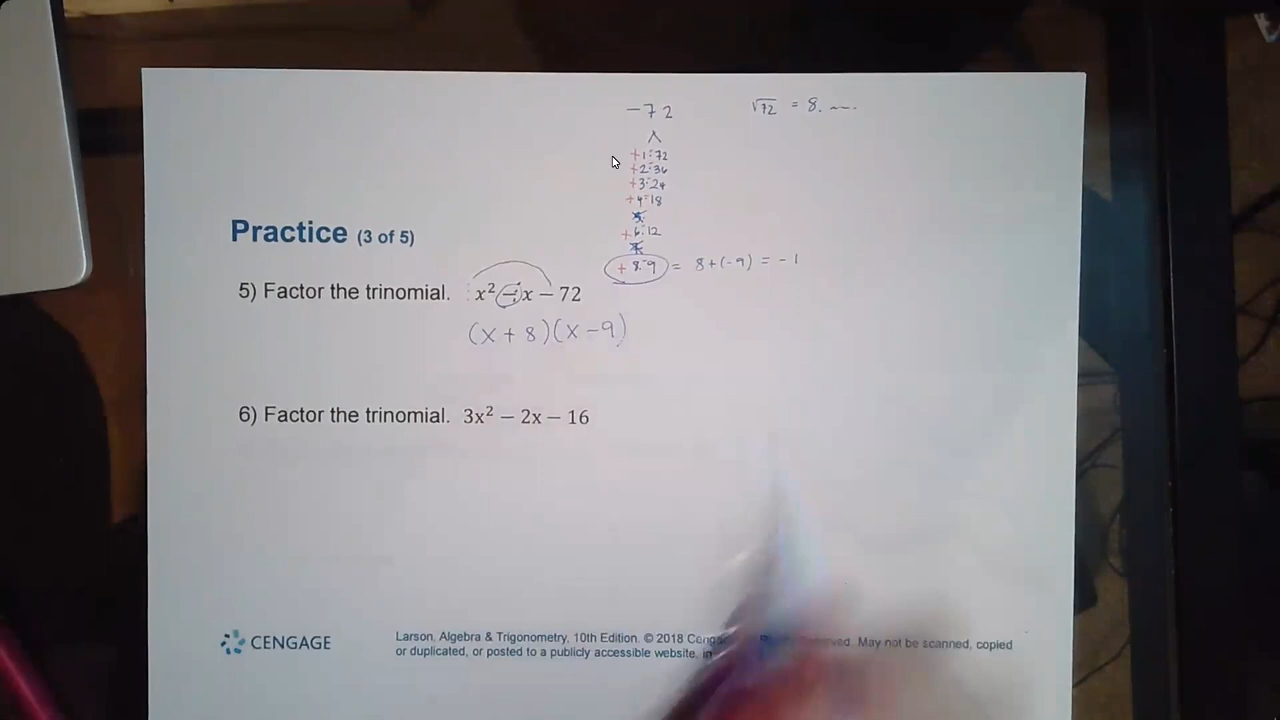 -72
√72 = 8.
+1·-72
+2·-36
+3·-24
+4·-18
+6·-12
+8·-9 = 8+(-9) = -1
Practice (3 of 5)
5) Factor the trinomial. x² − x − 72
(x + 8)(x − 9)
6) Factor the trinomial. 3x² − 2x − 16
CENGAGE
Larson, Algebra & Trigonometry, 10th Edition. © 2018 May not be scanned, copied
or duplicated, or posted to a publicly accessible website, in